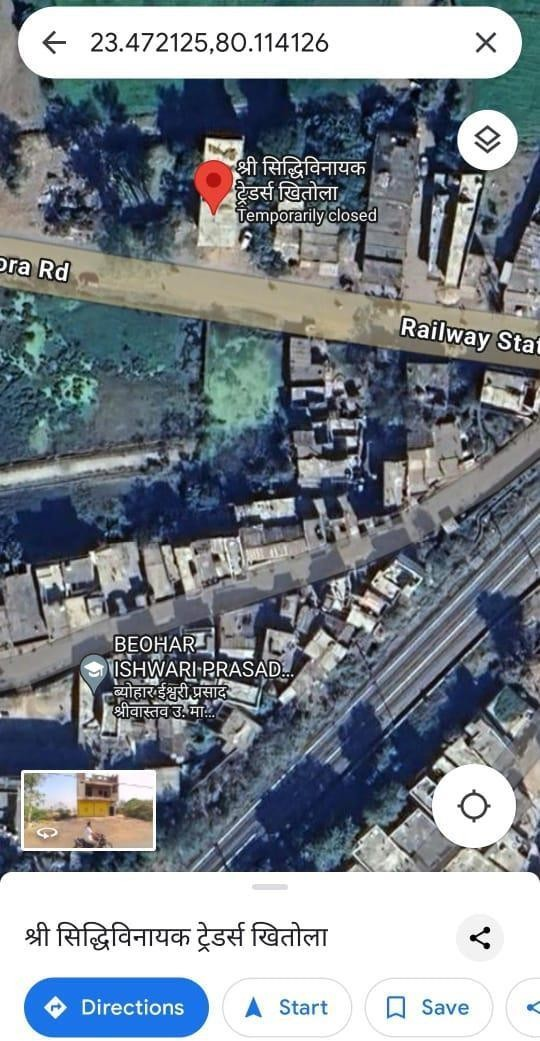 23.472125,80.114126
श्री सिद्धिविनायक
ट्रेडर्स खितोला
Temporarily closed
ora Rd
Railway Stat
BEOHAR
ISHWARI PRASAD...
ब्योहार ईश्वरी प्रसाद
श्रीवास्तव उ. मा...
श्री सिद्धिविनायक ट्रेडर्स खितोला
Directions
Start
Save